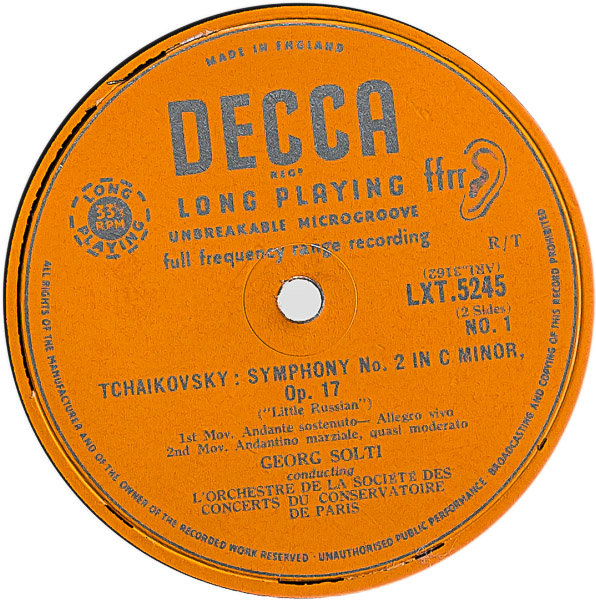 MADE IN ENGLAND
DECCA
REGD
LONG PLAYING
ffrr
UNBREAKABLE MICROGROOVE
full frequency range recording
LONG PLAYING
33⅓ RPM
R/T
(ARL.3162)
LXT.5245
(2 Sides)
NO. 1
TCHAIKOVSKY : SYMPHONY No. 2 IN C MINOR,
Op. 17
("Little Russian")
1st Mov. Andante sostenuto— Allegro vivo
2nd Mov. Andantino marziale, quasi moderato
GEORG SOLTI
conducting
L'ORCHESTRE DE LA SOCIÉTÉ DES
CONCERTS DU CONSERVATOIRE
DE PARIS
ALL RIGHTS OF THE MANUFACTURER AND OF THE OWNER OF THE RECORDED WORK RESERVED · UNAUTHORISED PUBLIC PERFORMANCE · BROADCASTING AND COPYING OF THIS RECORD PROHIBITED